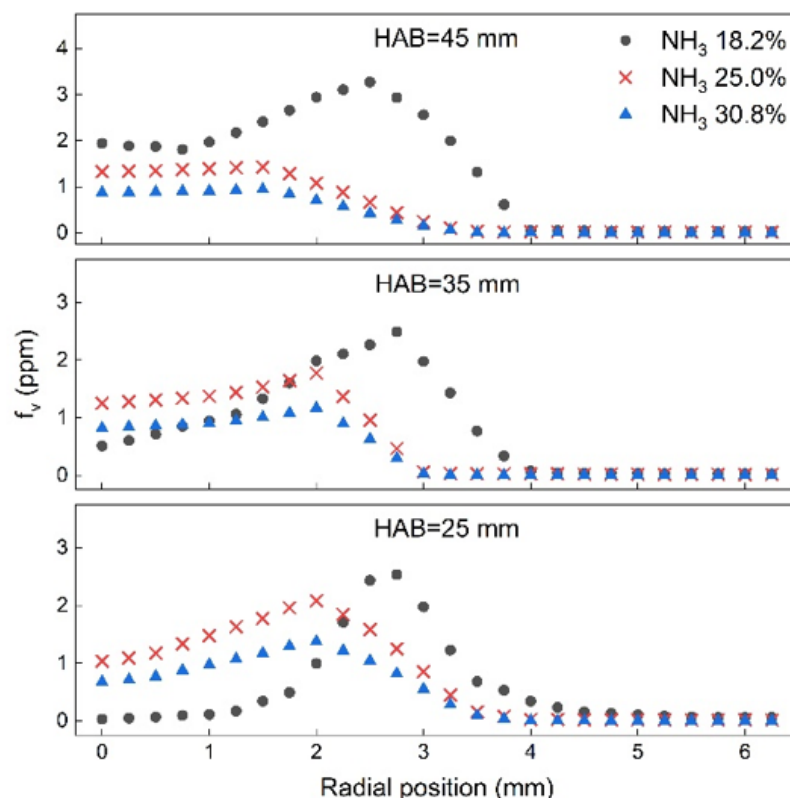 HAB=45 mm
NH₃ 18.2%
NH₃ 25.0%
NH₃ 30.8%
4
3
2
1
0
HAB=35 mm
3
2
1
0
fᵥ (ppm)
HAB=25 mm
3
2
1
0
0 1 2 3 4 5 6
Radial position (mm)